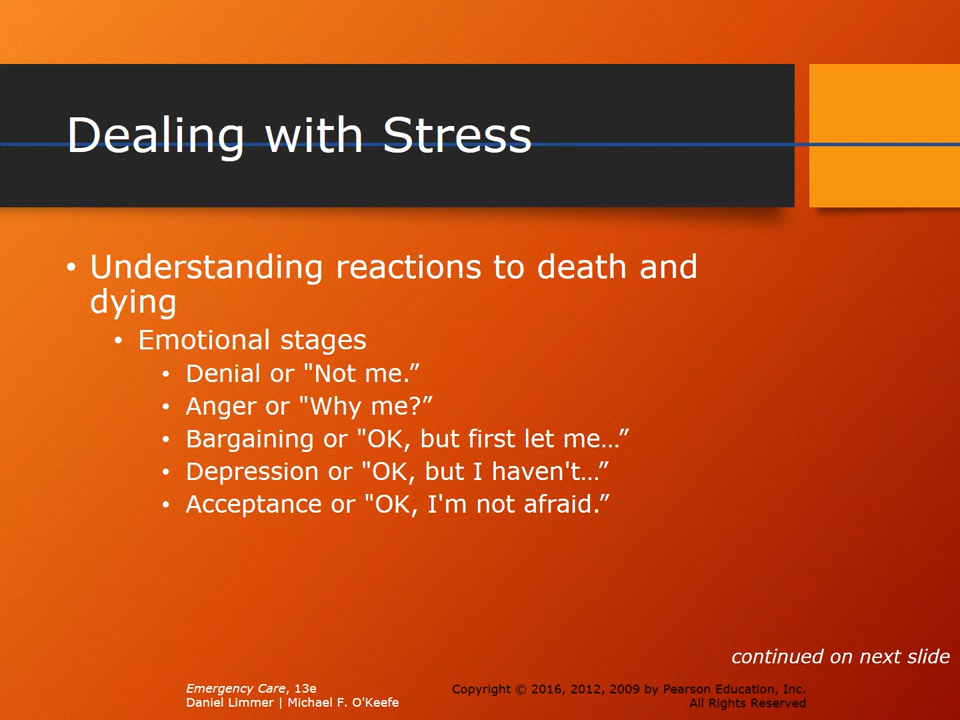 Dealing with Stress
• Understanding reactions to death and
dying
• Emotional stages
• Denial or "Not me.”
• Anger or "Why me?”
• Bargaining or "OK, but first let me…”
• Depression or "OK, but I haven't…”
• Acceptance or "OK, I'm not afraid.”
continued on next slide
Emergency Care, 13e
Daniel Limmer | Michael F. O'Keefe
Copyright © 2016, 2012, 2009 by Pearson Education, Inc.
All Rights Reserved